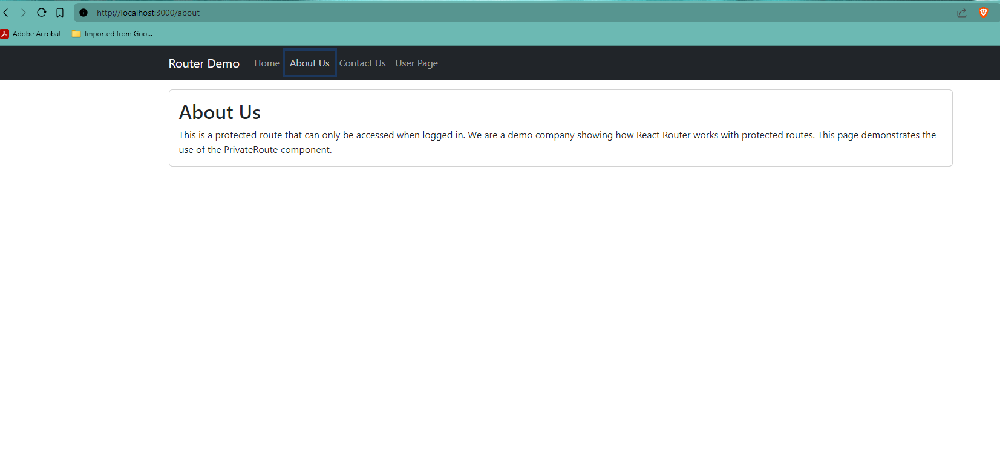 http://localhost:3000/about
Adobe Acrobat Imported from Goo...
Router Demo Home About Us Contact Us User Page
About Us
This is a protected route that can only be accessed when logged in. We are a demo company showing how React Router works with protected routes. This page demonstrates the
use of the PrivateRoute component.